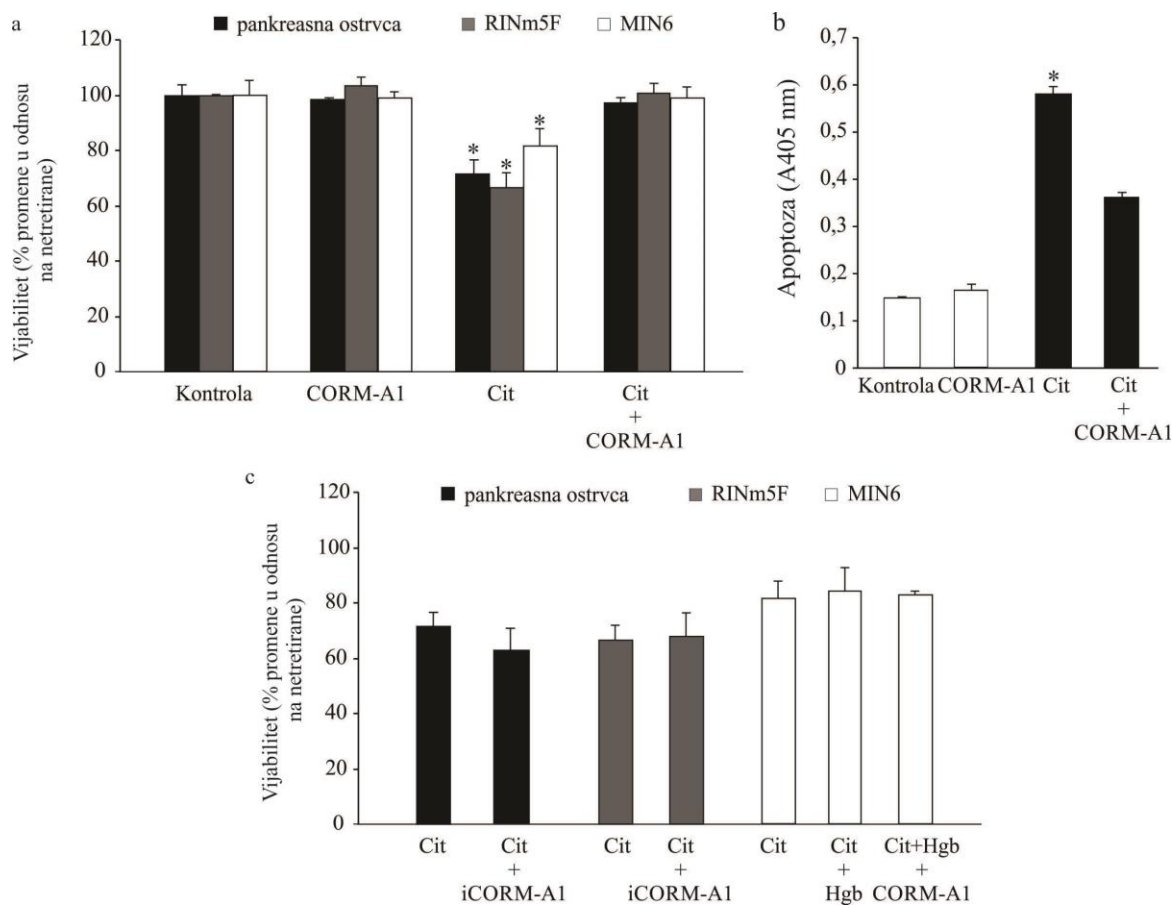 a
pankreasna ostrvca
RINm5F
MIN6
Vijabilitet (% promene u odnosu
na netretirane)
120
100
80
60
40
20
0
*
*
*
Kontrola
CORM-A1
Cit
Cit
+
CORM-A1
b
Apoptoza (A405 nm)
0,7
0,6
0,5
0,4
0,3
0,2
0,1
0
*
Kontrola
CORM-A1
Cit
Cit
+
CORM-A1
c
pankreasna ostrvca
RINm5F
MIN6
Vijabilitet (% promene u odnosu
na netretirane)
120
100
80
60
40
20
0
Cit
Cit
+
iCORM-A1
Cit
Cit
+
iCORM-A1
Cit
Cit
+
Hgb
Cit+Hgb
+
CORM-A1